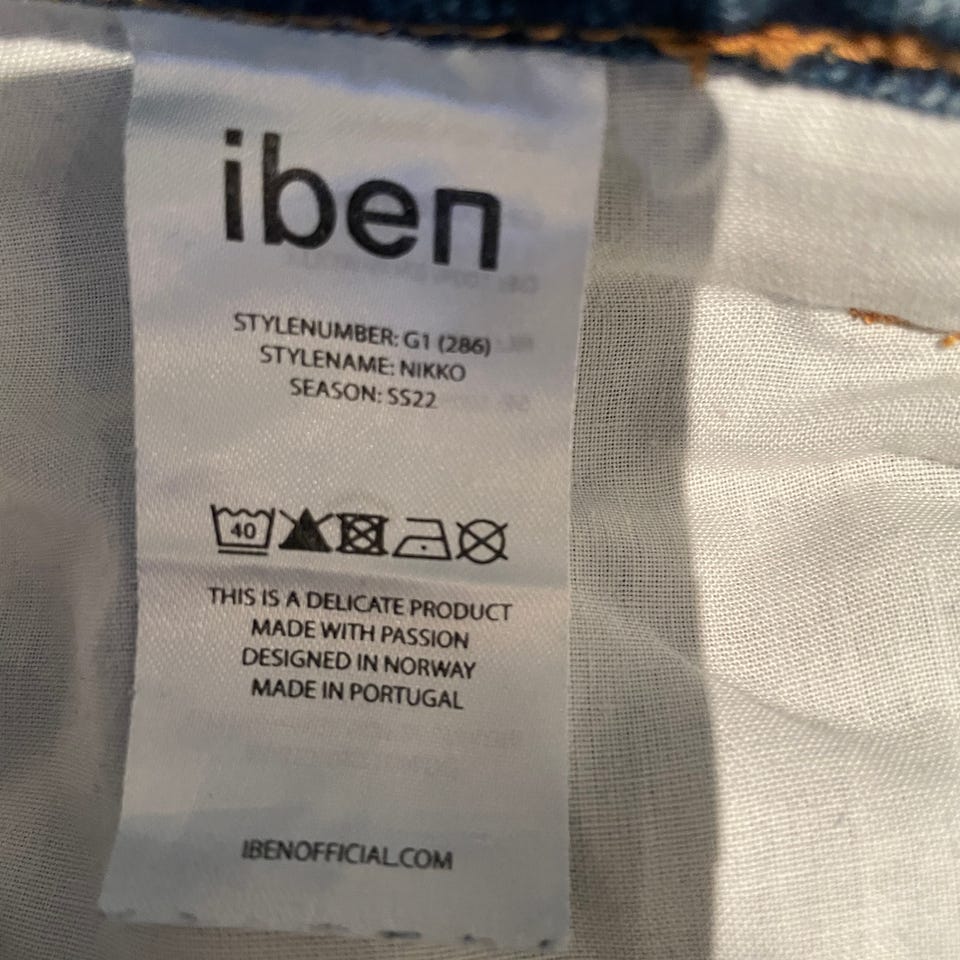 iben
STYLENUMBER: G1 (286)
STYLENAME: NIKKO
SEASON: SS22
40
THIS IS A DELICATE PRODUCT
MADE WITH PASSION
DESIGNED IN NORWAY
MADE IN PORTUGAL
IBENOFFICIAL.COM